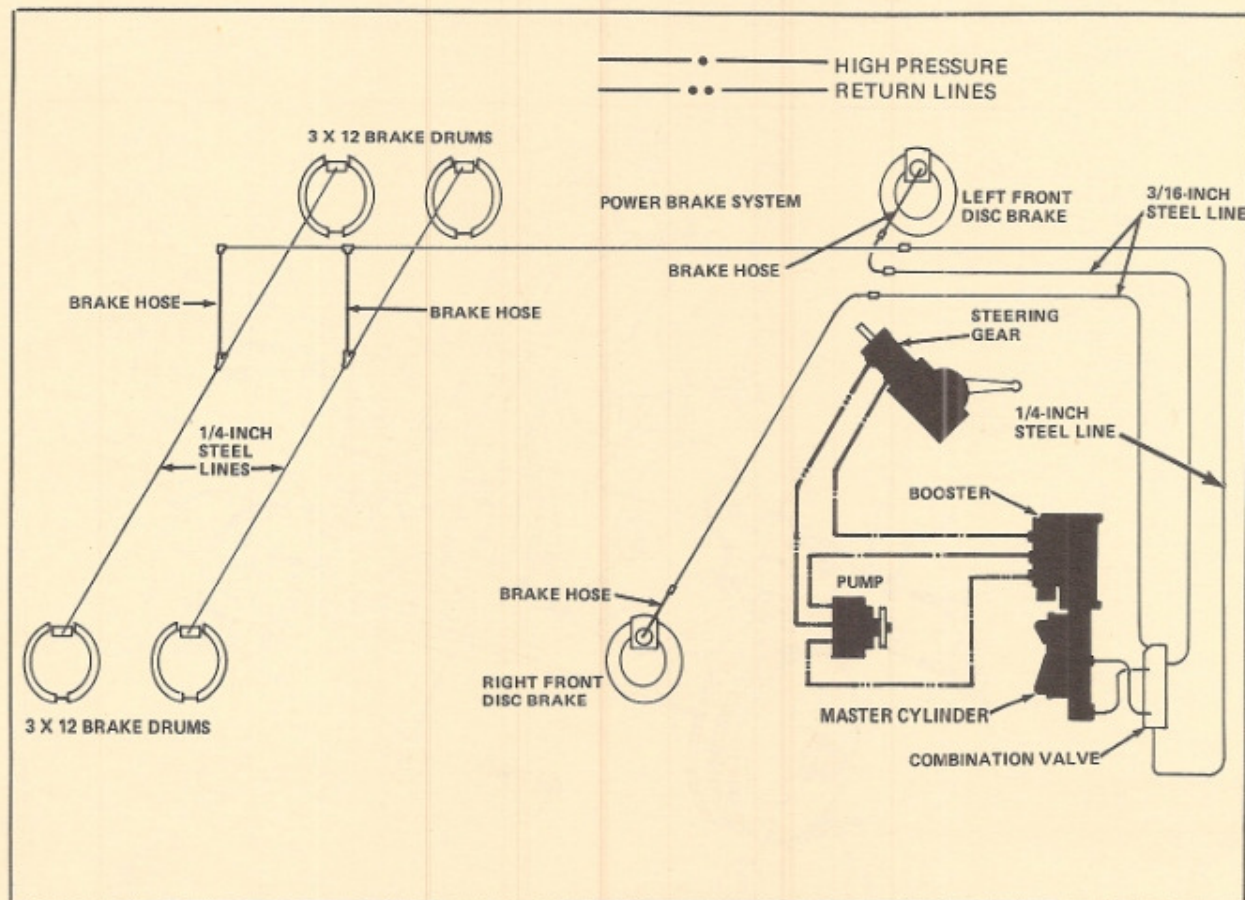 HIGH PRESSURE
RETURN LINES
3 X 12 BRAKE DRUMS
POWER BRAKE SYSTEM
LEFT FRONT
DISC BRAKE
3/16-INCH
STEEL LINE
BRAKE HOSE
BRAKE HOSE
BRAKE HOSE
STEERING
GEAR
1/4-INCH
STEEL
LINES
1/4-INCH
STEEL LINE
BOOSTER
PUMP
BRAKE HOSE
RIGHT FRONT
DISC BRAKE
MASTER CYLINDER
3 X 12 BRAKE DRUMS
COMBINATION VALVE